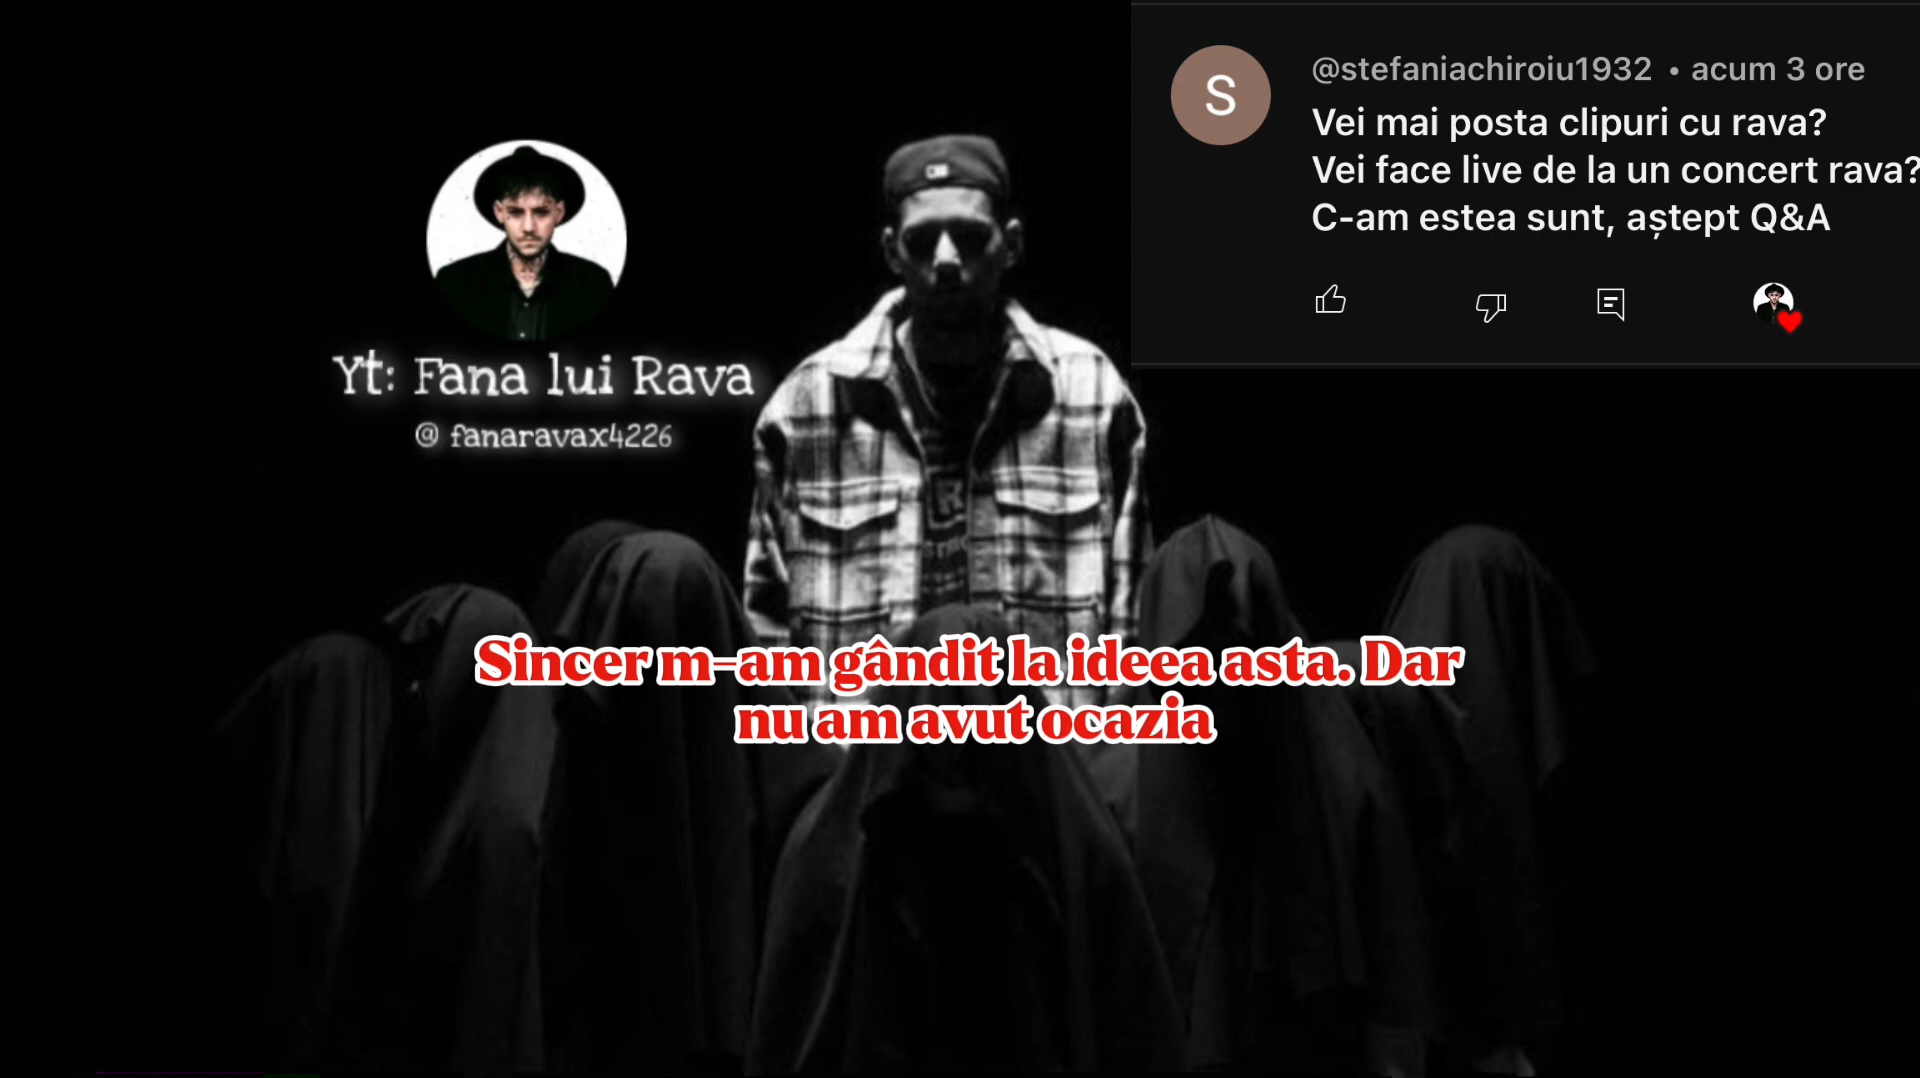 S
@stefaniachiroiu1932 • acum 3 ore
Vei mai posta clipuri cu rava?
Vei face live de la un concert rava?
C-am estea sunt, aștept Q&A
Yt: Fana lui Rava
@ fanaravax4226
R
Sincer m-am gândit la ideea asta. Dar
nu am avut ocazia